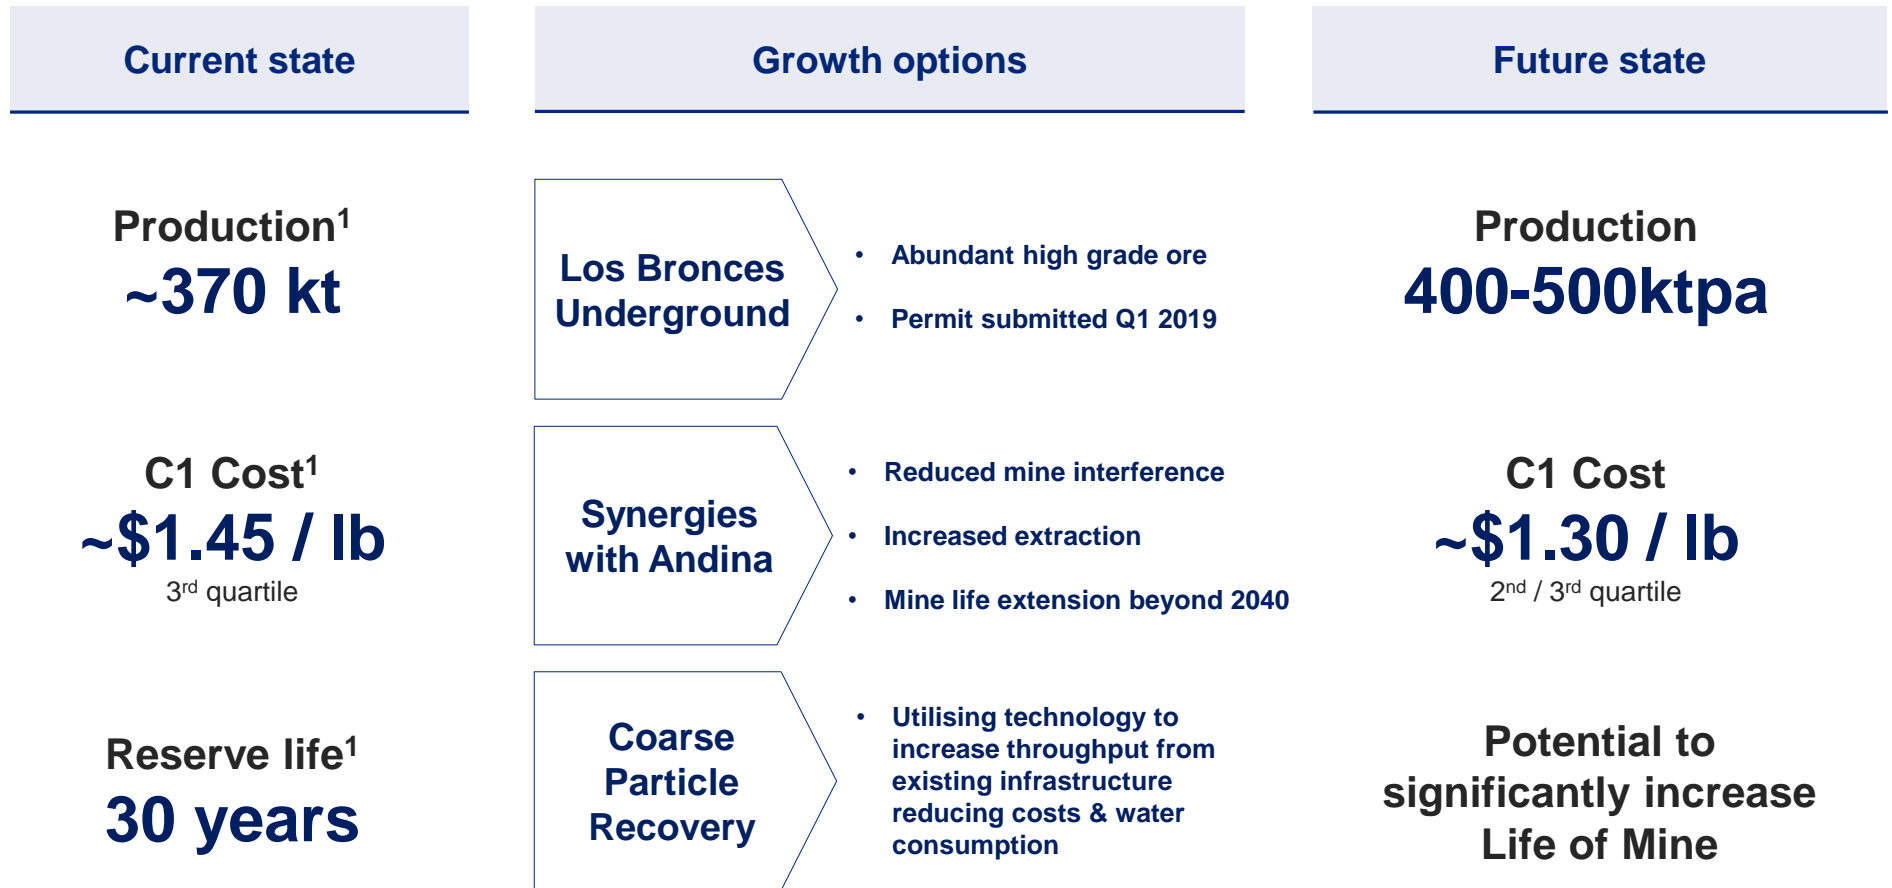 Current state
Growth options
Future state
Production¹
~370 kt
C1 Cost¹
~$1.45 / lb
3rd quartile
Reserve life¹
30 years
Los Bronces
Underground
• Abundant high grade ore
• Permit submitted Q1 2019
Synergies
with Andina
• Reduced mine interference
• Increased extraction
• Mine life extension beyond 2040
Coarse
Particle
Recovery
• Utilising technology to
increase throughput from
existing infrastructure
reducing costs & water
consumption
Production
400-500ktpa
C1 Cost
~$1.30 / lb
2nd / 3rd quartile
Potential to
significantly increase
Life of Mine